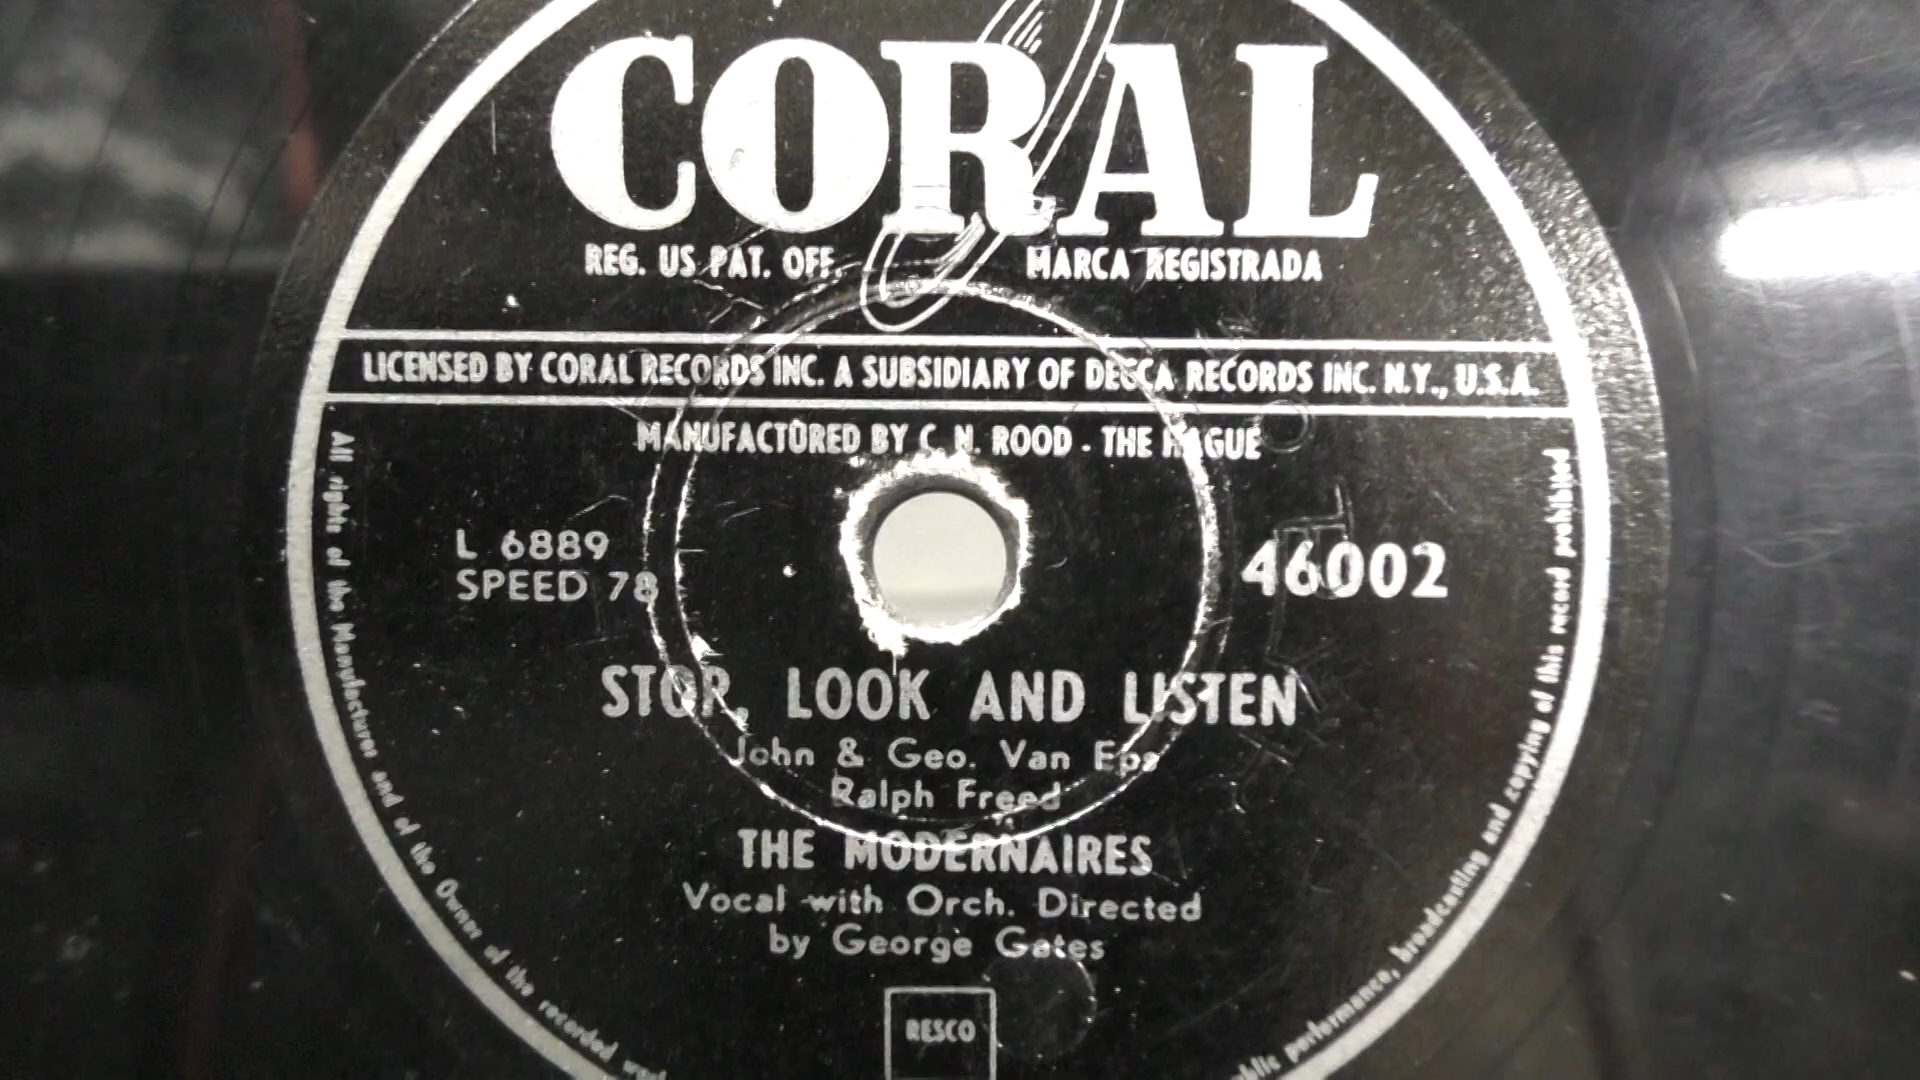 CORAL
REG. US PAT. OFF. MARCA REGISTRADA
LICENSED BY CORAL RECORDS INC. A SUBSIDIARY OF DECCA RECORDS INC. N.Y., U.S.A.
MANUFACTURED BY C. N. ROOD - THE HAGUE
L 6889
SPEED 78
46002
STOP, LOOK AND LISTEN
John & Geo. Van Eps
Ralph Freed
THE MODERNAIRES
Vocal with Orch. Directed
by George Gates
RESCO
All rights of the Manufacturer and of the Owner of the recorded
performance, broadcasting and copying of this record prohibited